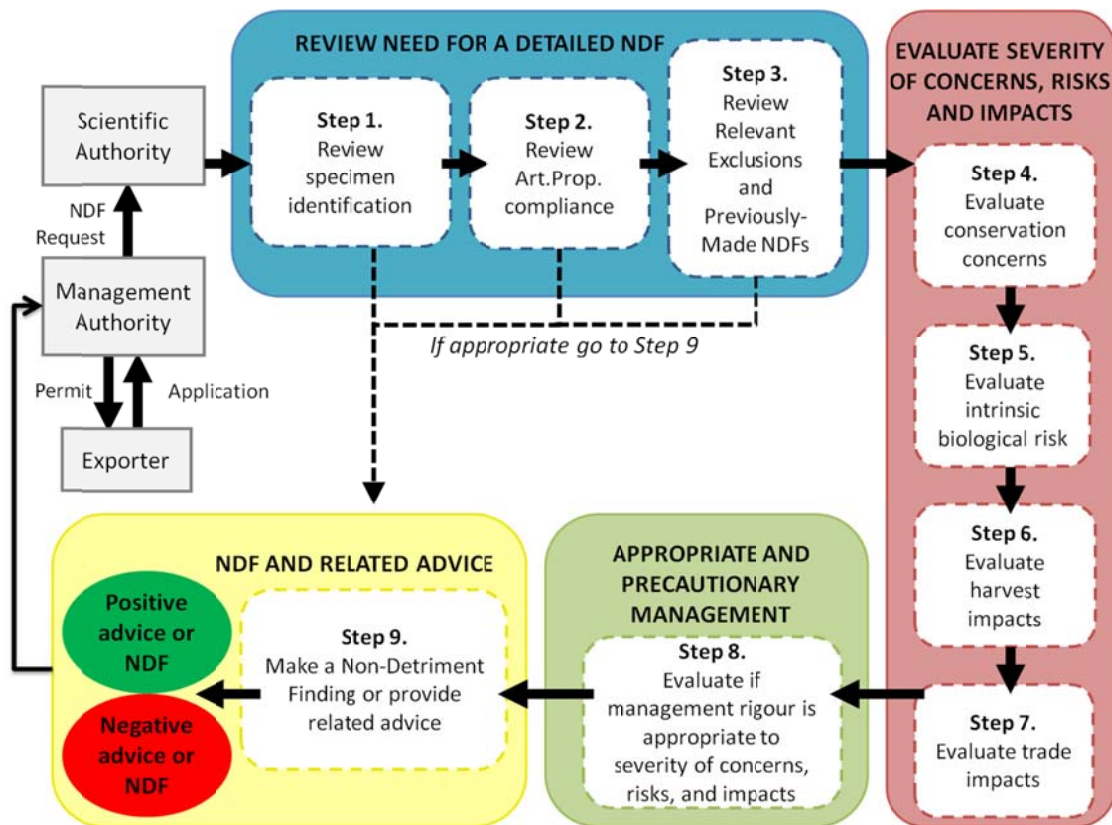 REVIEW NEED FOR A DETAILED NDF
Step 1.
Review
specimen
identification
Step 2.
Review
Art.Prop.
compliance
Step 3.
Review
Relevant
Exclusions
and
Previously-
Made NDFs
EVALUATE SEVERITY
OF CONCERNS, RISKS
AND IMPACTS
Step 4.
Evaluate
conservation
concerns
Step 5.
Evaluate
intrinsic
biological risk
Step 6.
Evaluate
harvest
impacts
Step 7.
Evaluate trade
impacts
Scientific
Authority
NDF
Request
Management
Authority
Permit
Application
Exporter
If appropriate go to Step 9
APPROPRIATE AND
PRECAUTIONARY
MANAGEMENT
Step 8.
Evaluate if
management rigour is
appropriate to
severity of concerns,
risks, and impacts
NDF AND RELATED ADVICE
Step 9.
Make a Non-Detriment
Finding or provide
related advice
Positive
advice or
NDF
Negative
advice or
NDF